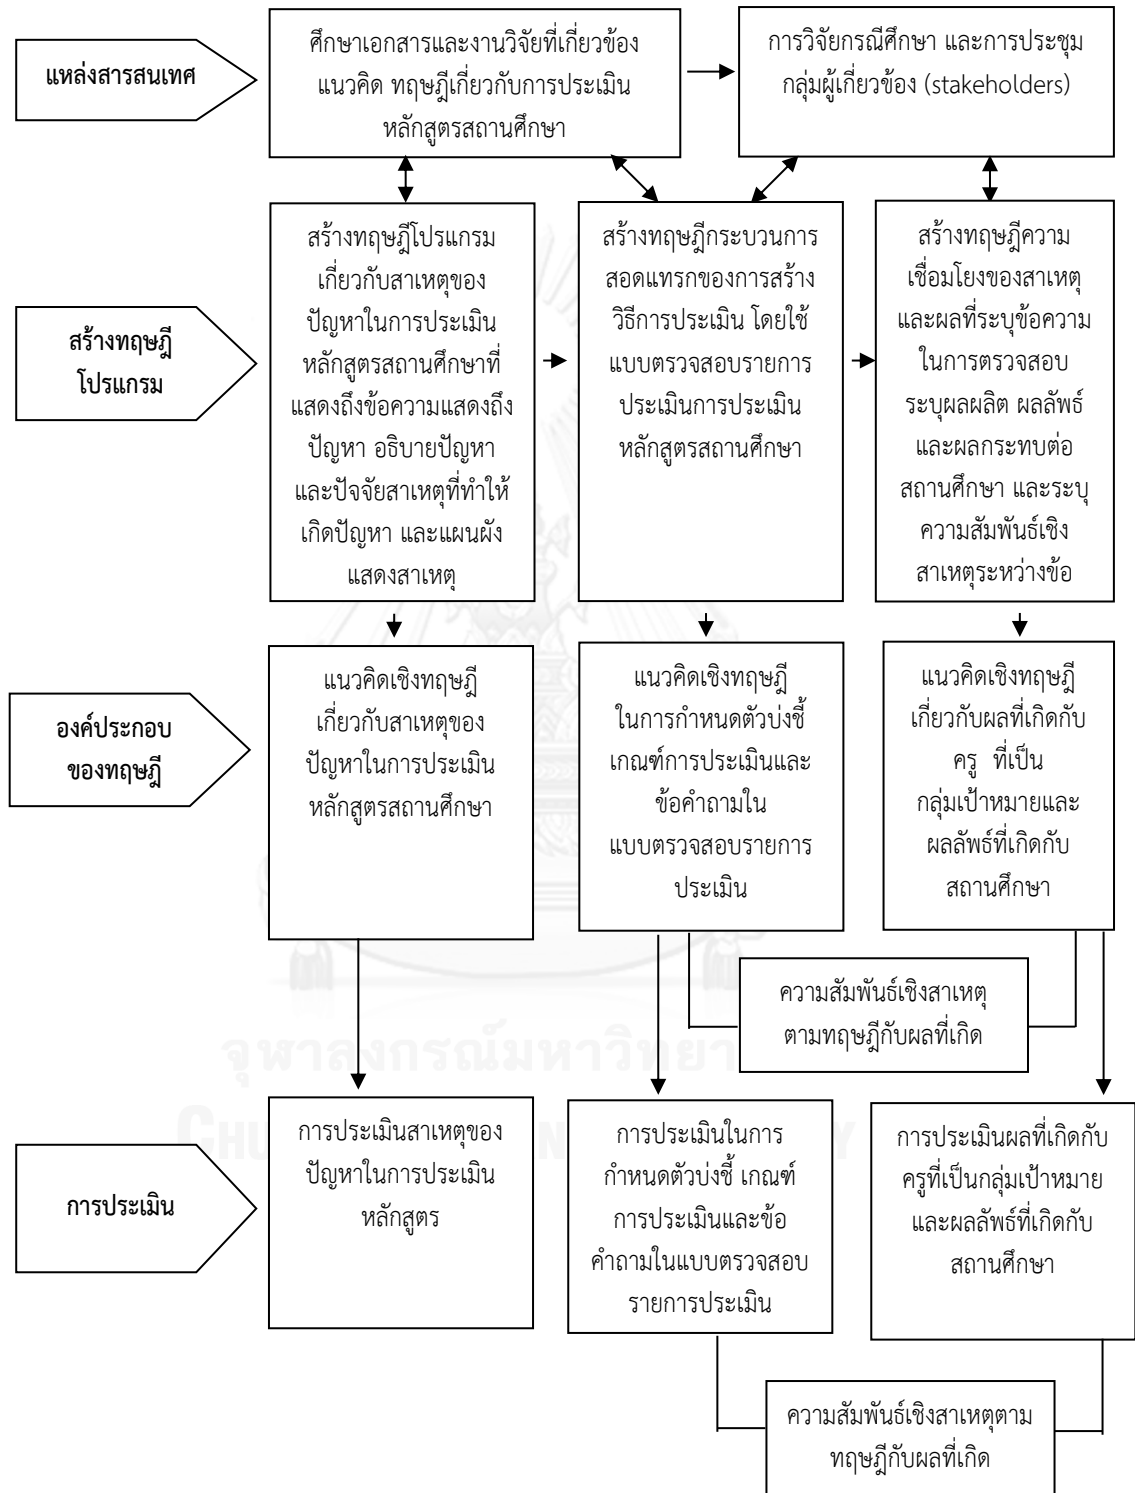 แหล่งสารสนเทศ
ศึกษาเอกสารและงานวิจัยที่เกี่ยวข้อง
แนวคิด ทฤษฎีเกี่ยวกับการประเมิน
หลักสูตรสถานศึกษา
การวิจัยกรณีศึกษา และการประชุม
กลุ่มผู้เกี่ยวข้อง (stakeholders)
สร้างทฤษฎี
โปรแกรม
สร้างทฤษฎีโปรแกรม
เกี่ยวกับสาเหตุของ
ปัญหาในการประเมิน
หลักสูตรสถานศึกษาที่
แสดงถึงข้อความแสดงถึง
ปัญหา อธิบายปัญหา
และปัจจัยสาเหตุที่ทำให้
เกิดปัญหา และแผนผัง
แสดงสาเหตุ
สร้างทฤษฎีกระบวนการ
สอดแทรกของการสร้าง
วิธีการประเมิน โดยใช้
แบบตรวจสอบรายการ
ประเมินการประเมิน
หลักสูตรสถานศึกษา
สร้างทฤษฎีความ
เชื่อมโยงของสาเหตุ
และผลที่ระบุข้อความ
ในการตรวจสอบ
ระบุผลผลิต ผลลัพธ์
และผลกระทบต่อ
สถานศึกษา และระบุ
ความสัมพันธ์เชิง
สาเหตุระหว่างข้อ
องค์ประกอบ
ของทฤษฎี
แนวคิดเชิงทฤษฎี
เกี่ยวกับสาเหตุของ
ปัญหาในการประเมิน
หลักสูตรสถานศึกษา
แนวคิดเชิงทฤษฎี
ในการกำหนดตัวบ่งชี้
เกณฑ์การประเมินและ
ข้อคำถามใน
แบบตรวจสอบรายการ
ประเมิน
แนวคิดเชิงทฤษฎี
เกี่ยวกับผลที่เกิดกับ
ครู ที่เป็น
กลุ่มเป้าหมายและ
ผลลัพธ์ที่เกิดกับ
สถานศึกษา
ความสัมพันธ์เชิงสาเหตุ
ตามทฤษฎีกับผลที่เกิด
จุฬาลงกรณ์มหาวิทยา
การประเมิน
การประเมินสาเหตุของ
ปัญหาในการประเมิน
หลักสูตร
การประเมินในการ
กำหนดตัวบ่งชี้ เกณฑ์
การประเมินและข้อ
คำถามในแบบตรวจสอบ
รายการประเมิน
การประเมินผลที่เกิดกับ
ครูที่เป็นกลุ่มเป้าหมาย
และผลลัพธ์ที่เกิดกับ
สถานศึกษา
ความสัมพันธ์เชิงสาเหตุตาม
ทฤษฎีกับผลที่เกิด